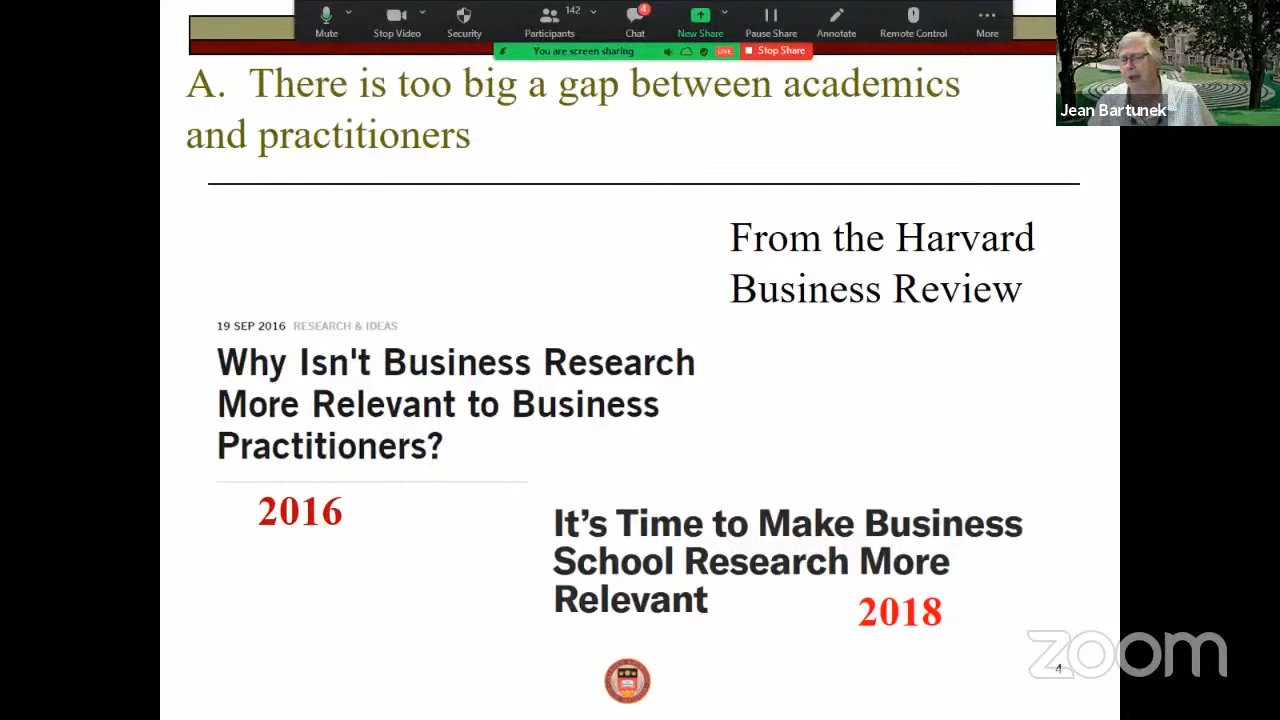 142
4
Mute
Stop Video
Security
Participants
Chat
New Share
Pause Share
Annotate
Remote Control
More
You are screen sharing
LIVE
Stop Share
Jean Bartunek
A. There is too big a gap between academics
and practitioners
From the Harvard
Business Review
19 SEP 2016 RESEARCH & IDEAS
Why Isn't Business Research
More Relevant to Business
Practitioners?
2016
It's Time to Make Business
School Research More
Relevant
2018
zoom
4